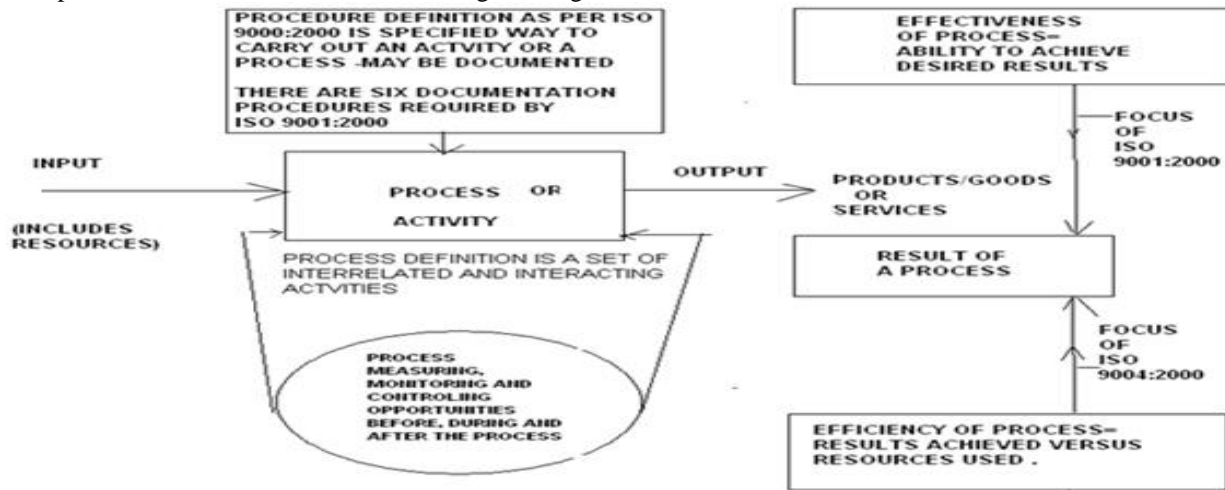 PROCEDURE DEFINITION AS PER ISO
9000:2000 IS SPECIFIED WAY TO
CARRY OUT AN ACTVITY OR A
PROCESS -MAY BE DOCUMENTED
THERE ARE SIX DOCUMENTATION
PROCEDURES REQUIRED BY
ISO 9001:2000
EFFECTIVENESS
OF PROCESS=
ABILITY TO ACHIEVE
DESIRED RESULTS
FOCUS
OF
ISO
9001:2000
INPUT
(INCLUDES
RESOURCES)
PROCESS OR
ACTIVITY
OUTPUT
PRODUCTS/GOODS
OR
SERVICES
PROCESS DEFINITION IS A SET OF
INTERRELATED AND INTERACTING
ACTVITIES
RESULT OF
A PROCESS
PROCESS
MEASURING,
MONITORING AND
CONTROLING
OPPORTUNITIES
BEFORE, DURING AND
AFTER THE PROCESS
FOCUS
OF
ISO
9004:2000
EFFICIENCY OF PROCESS=
RESULTS ACHIEVED VERSUS
RESOURCES USED .